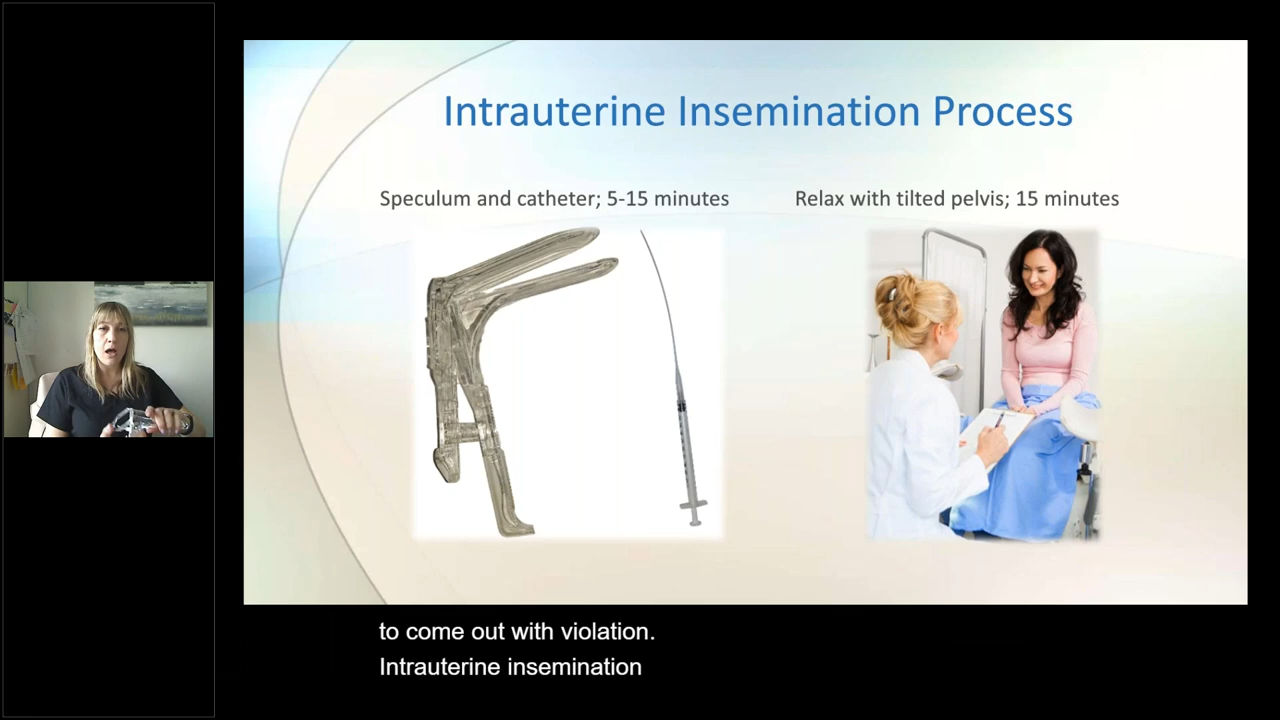 Intrauterine Insemination Process
Speculum and catheter; 5-15 minutes
Relax with tilted pelvis; 15 minutes
to come out with violation.
Intrauterine insemination